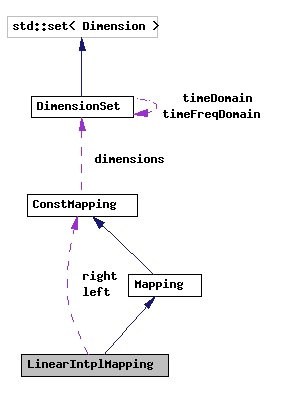 std::set< Dimension >
timeDomain
timeFreqDomain
DimensionSet
dimensions
ConstMapping
right
left
Mapping
LinearIntplMapping